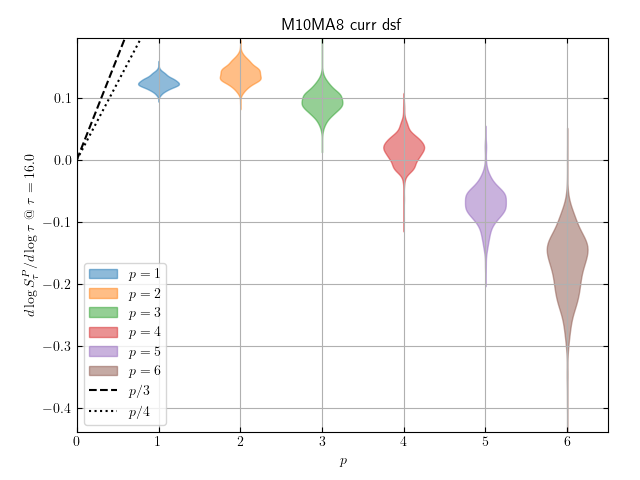 M10MA8 curr dsf
d log S_τ^P / d log τ @ τ = 16.0
0.1
0.0
−0.1
−0.2
−0.3
−0.4
p = 1
p = 2
p = 3
p = 4
p = 5
p = 6
p/3
p/4
0 1 2 3 4 5 6
p